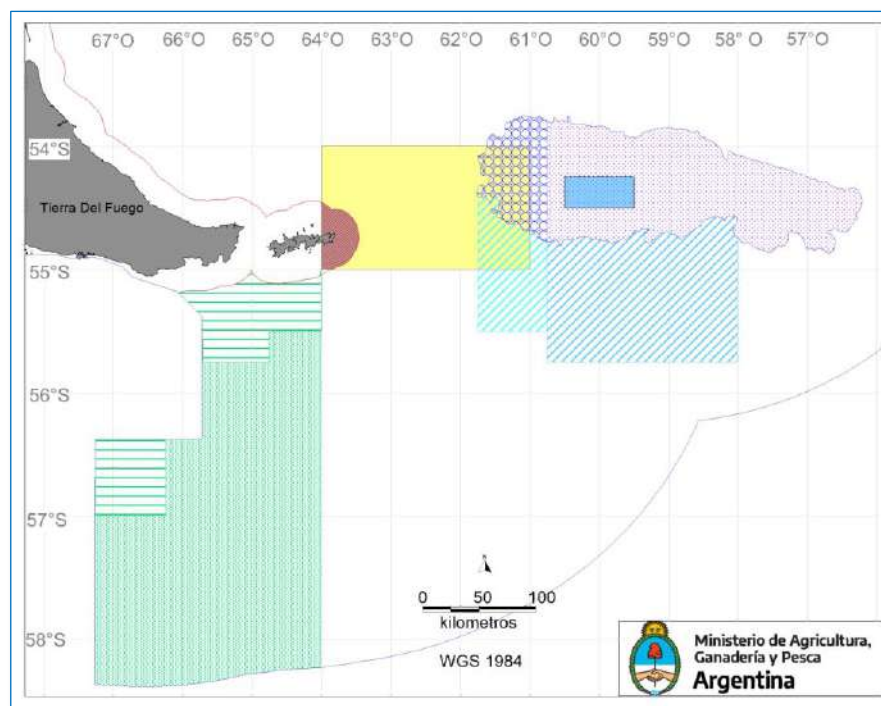 67°O 66°O 65°O 64°O 63°O 62°O 61°O 60°O 59°O 58°O 57°O
54°S
Tierra Del Fuego
55°S
56°S
57°S
0 50 100
kilometros
58°S
WGS 1984
Ministerio de Agricultura,
Ganadería y Pesca
Argentina